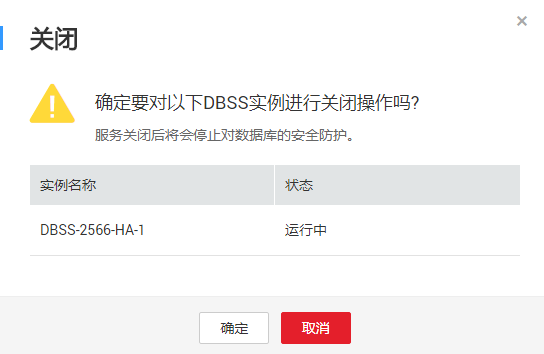 关闭
确定要对以下DBSS实例进行关闭操作吗?
服务关闭后将会停止对数据库的安全防护。
实例名称 状态
DBSS-2566-HA-1 运行中
确定 取消